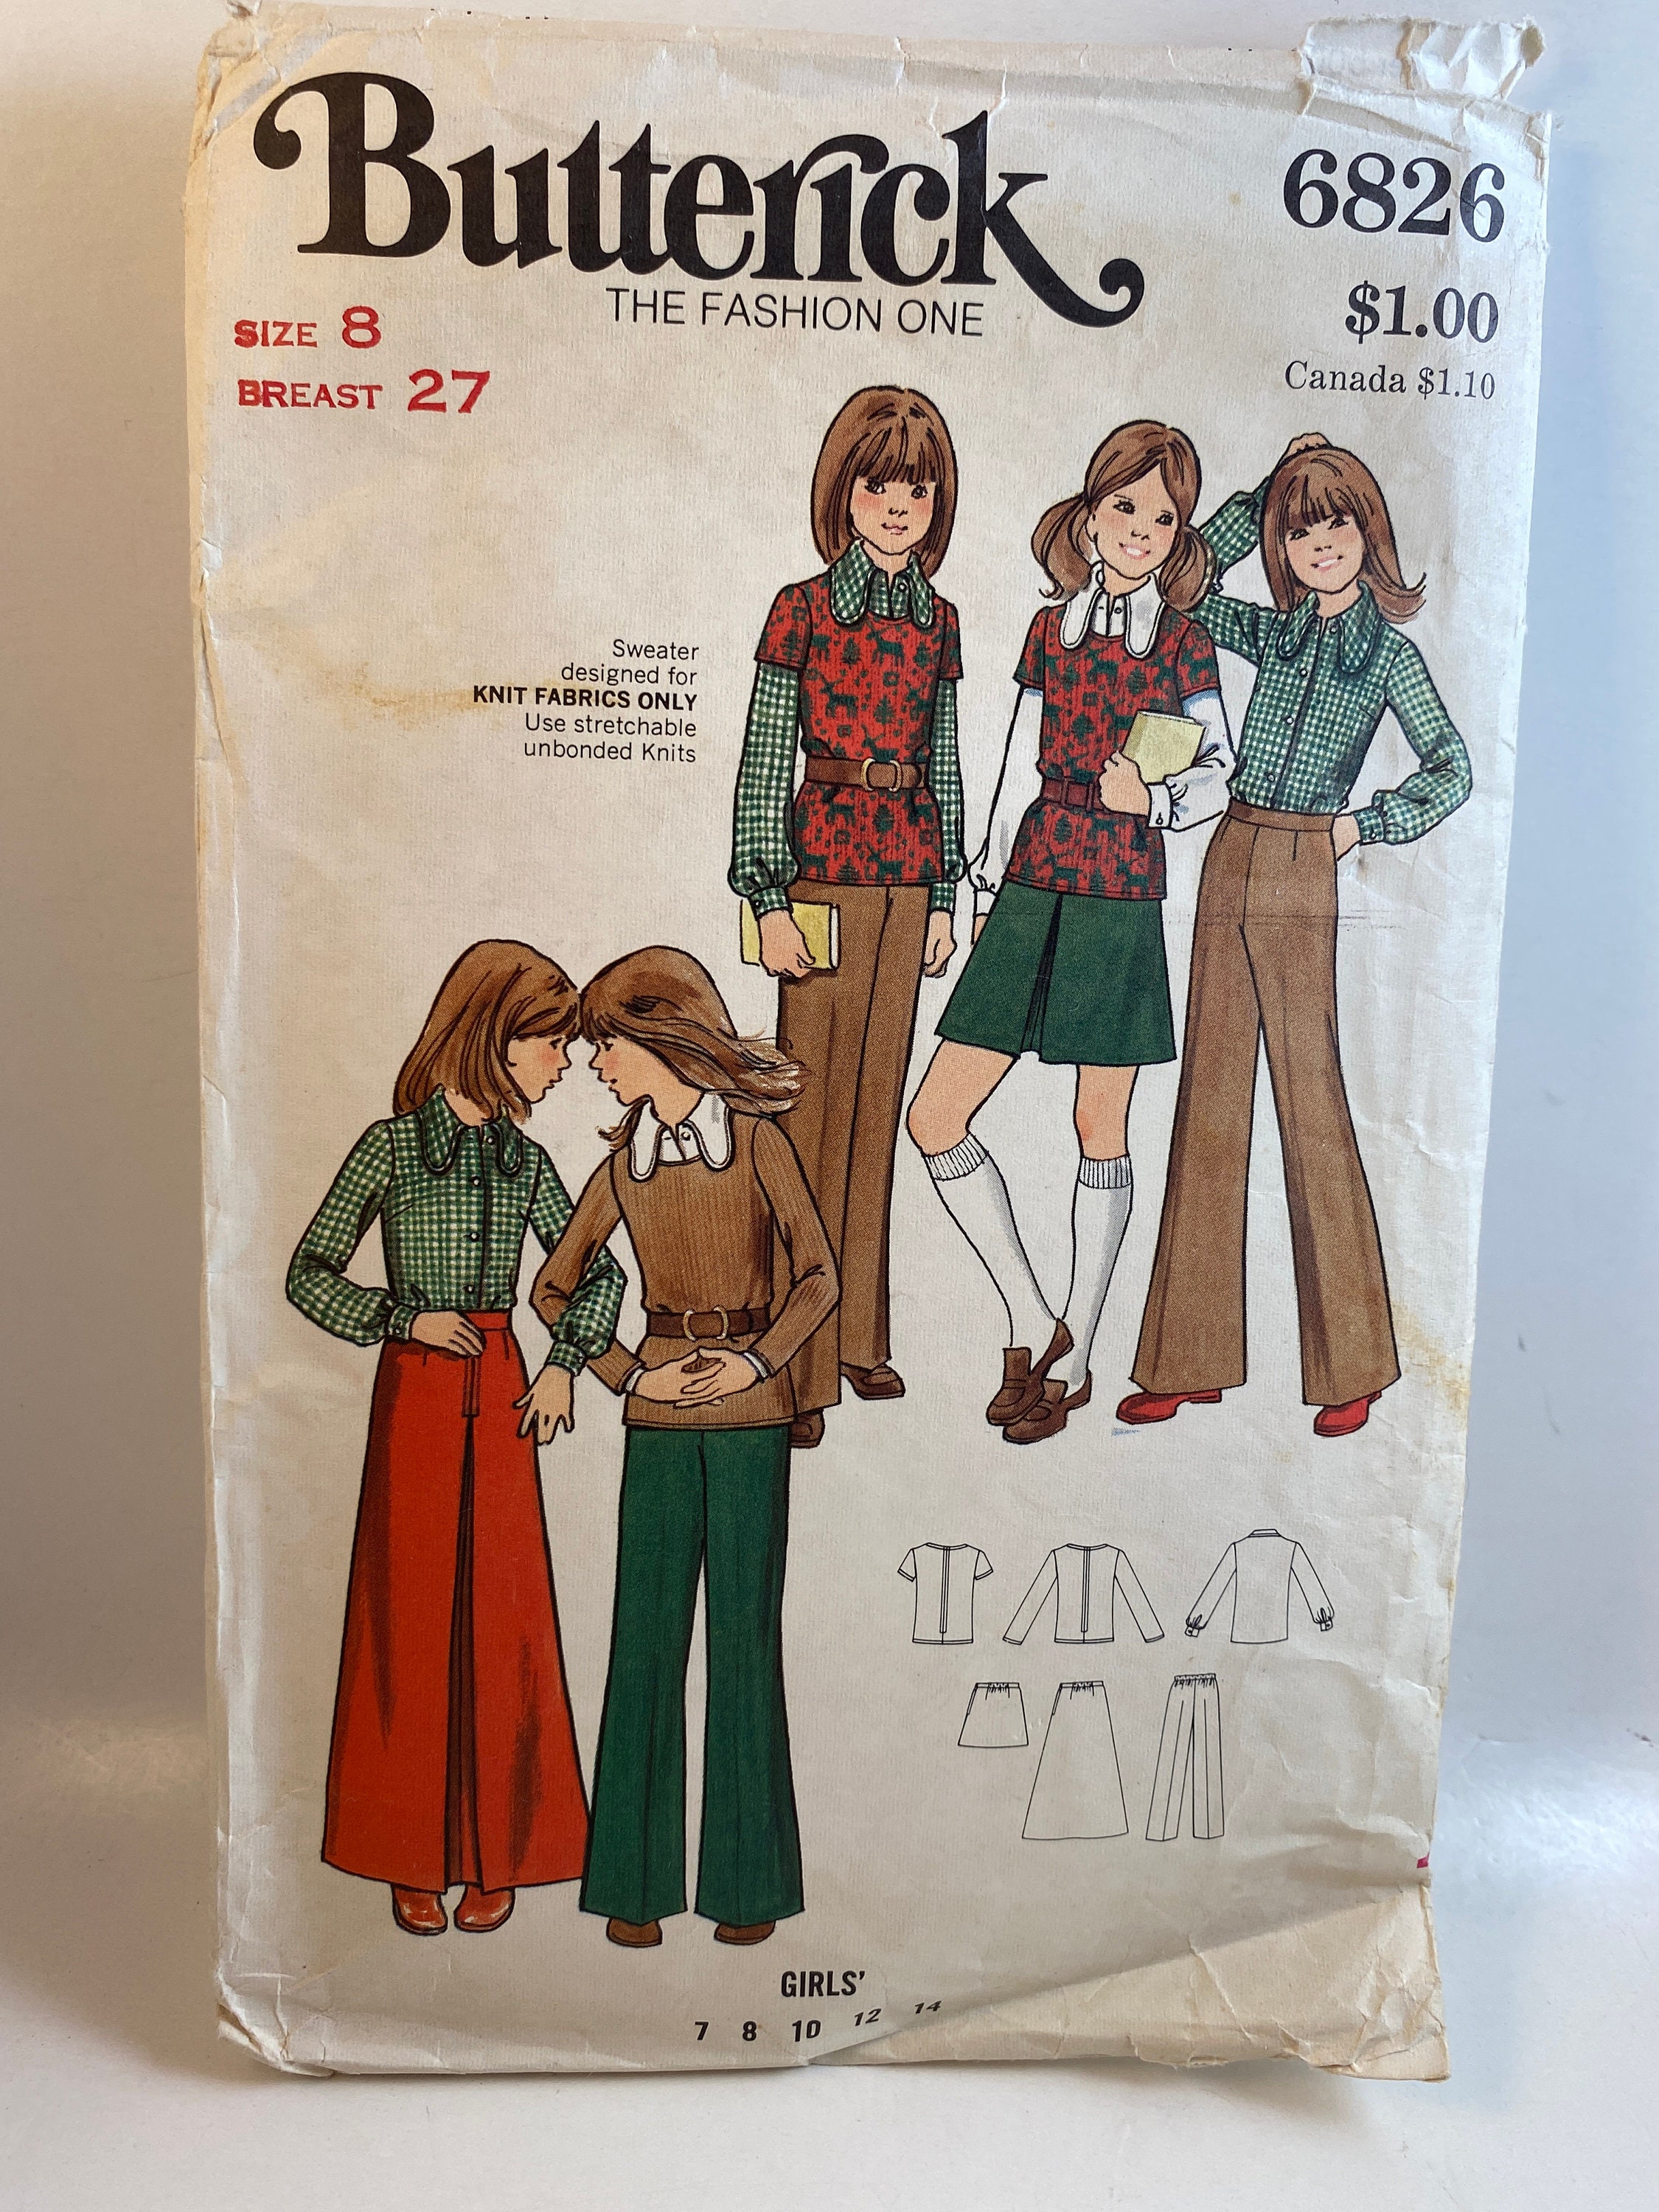 Butterick
THE FASHION ONE
6826
$1.00
Canada $1.10
SIZE 8
BREAST 27
Sweater
designed for
KNIT FABRICS ONLY
Use stretchable
unbonded Knits
GIRLS'
7 8 10 12 14